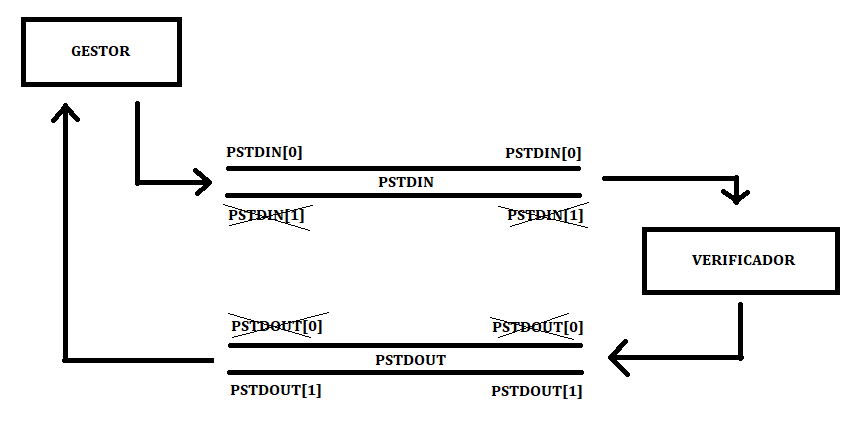 GESTOR
PSTDIN[0] PSTDIN[0]
PSTDIN
PSTDIN[1] PSTDIN[1]
VERIFICADOR
PSTDOUT[0] PSTDOUT[0]
PSTDOUT
PSTDOUT[1] PSTDOUT[1]